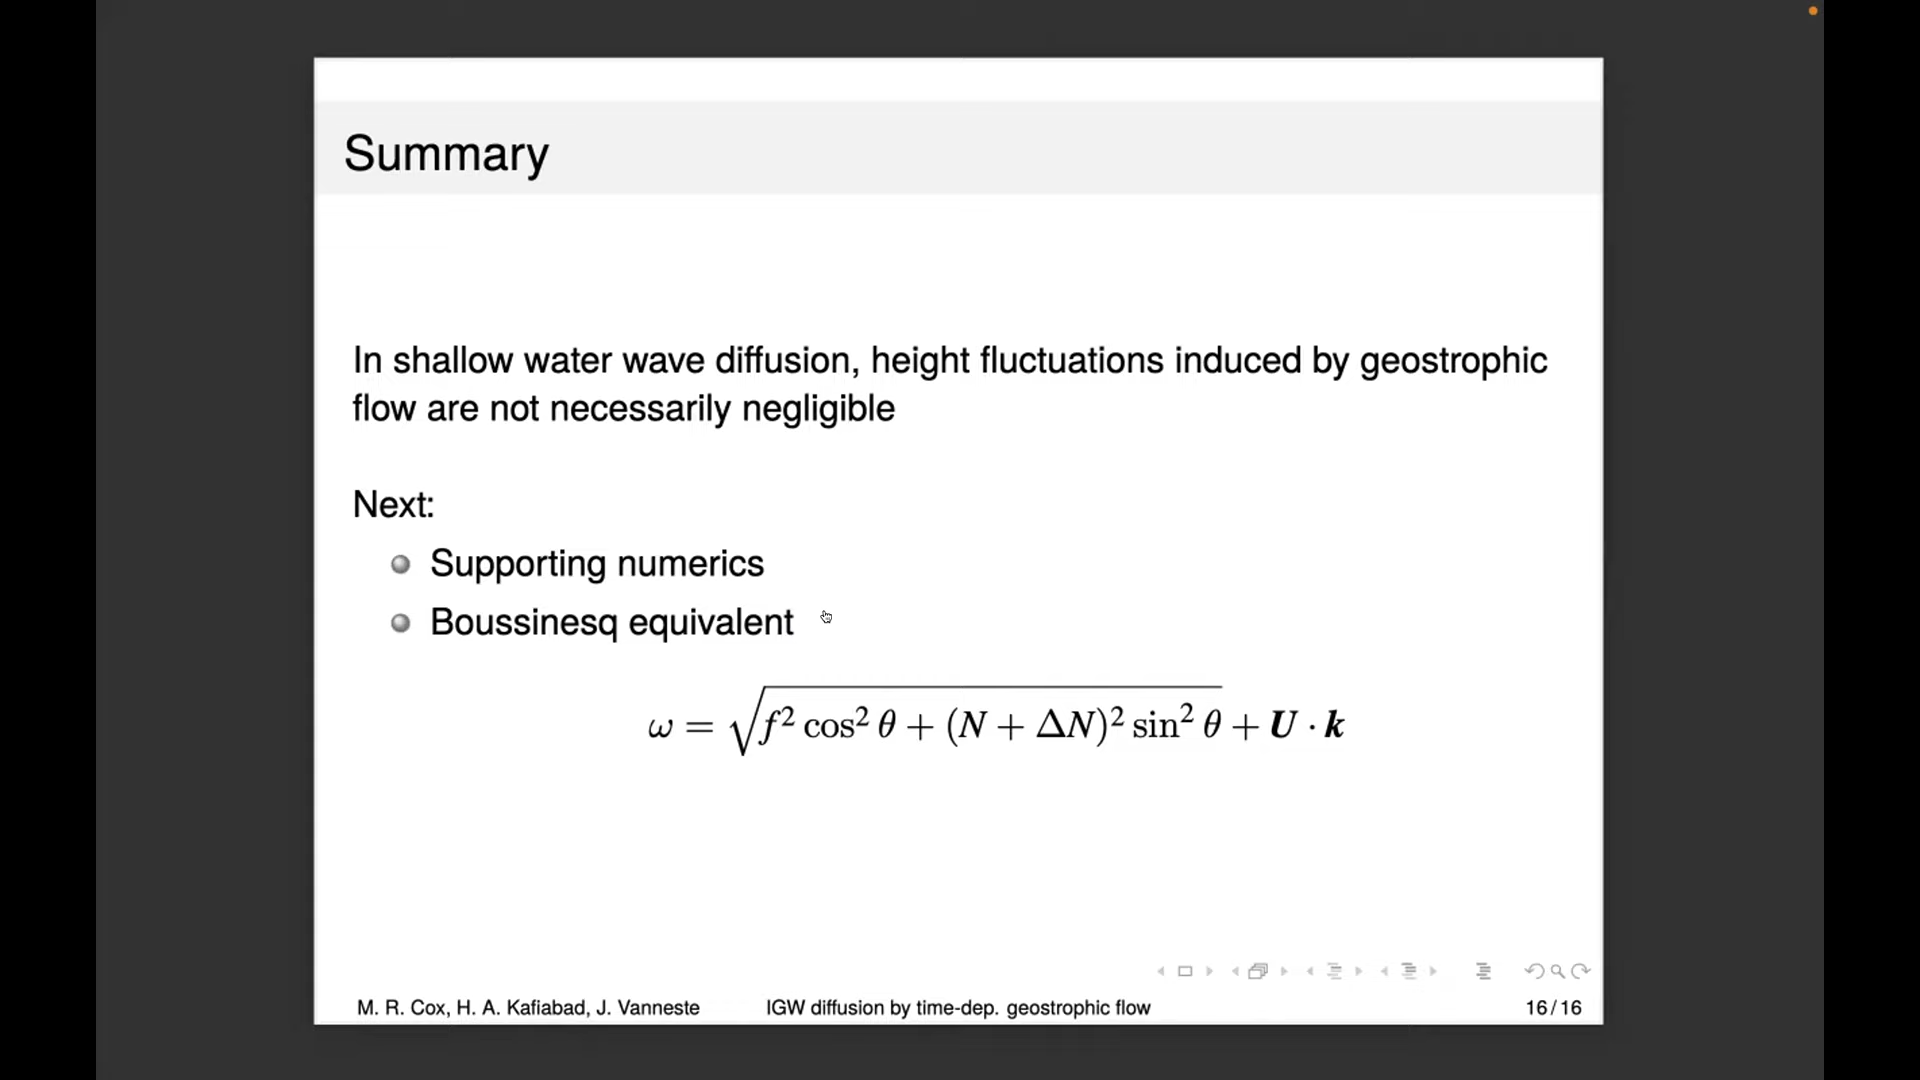 Summary
In shallow water wave diffusion, height fluctuations induced by geostrophic
flow are not necessarily negligible
Next:
Supporting numerics
Boussinesq equivalent
ω = √(f² cos² θ + (N + ΔN)² sin² θ) + U · k
M. R. Cox, H. A. Kafiabad, J. Vanneste IGW diffusion by time-dep. geostrophic flow 16 / 16